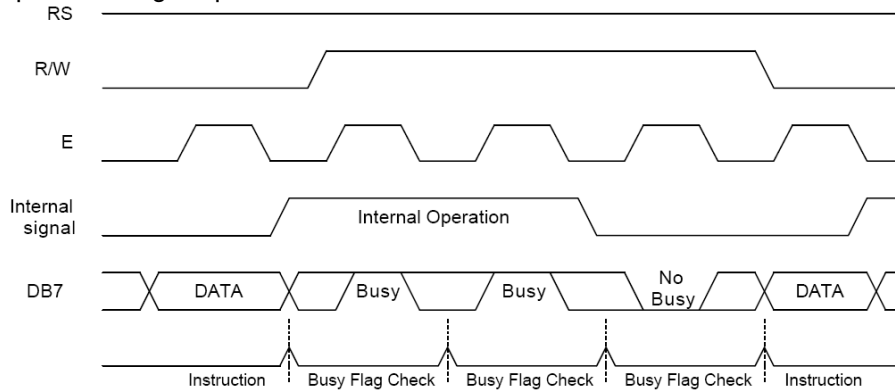 RS
R/W
E
Internal
signal
Internal Operation
DB7
DATA
Busy
Busy
No
Busy
DATA
Instruction
Busy Flag Check
Busy Flag Check
Busy Flag Check
Instruction